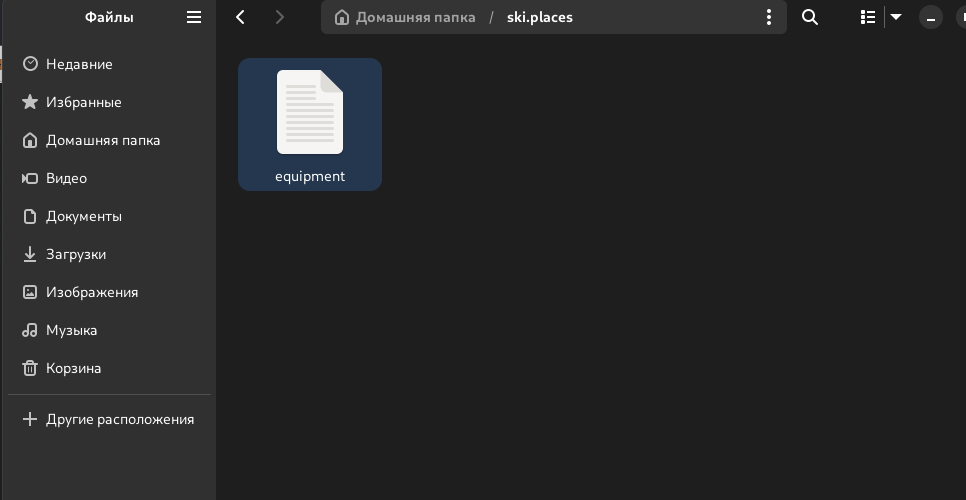 Файлы
Домашняя папка / ski.places
Недавние
Избранные
Домашняя папка
Видео
Документы
Загрузки
Изображения
Музыка
Корзина
Другие расположения
equipment